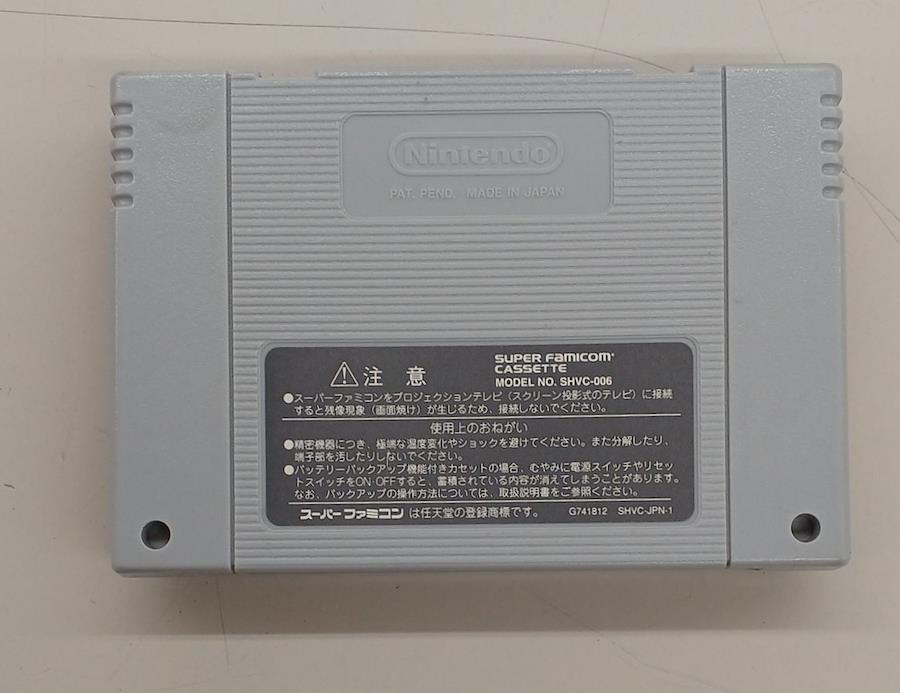 Nintendo
PAT. PEND. MADE IN JAPAN
⚠注 意
SUPER FAMICOM
CASSETTE
MODEL NO. SHVC-006
●スーパーファミコンをプロジェクションテレビ(スクリーン投影式のテレビ)に接続
すると残像現象(画面焼け)が生じるため、接続しないでください。
使用上のおねがい
●精密機器につき、極端な温度変化やショックを避けてください。また分解したり、
端子部を汚したりしないでください。
●バッテリーバックアップ機能付きカセットの場合、むやみに電源スイッチやリセッ
トスイッチをON・OFFすると、蓄積されている内容が消えてしまうことがあります。
なお、バックアップの操作方法については、取扱説明書をご参照ください。
スーパーファミコン は任天堂の登録商標です。 G741812 SHVC-JPN-1